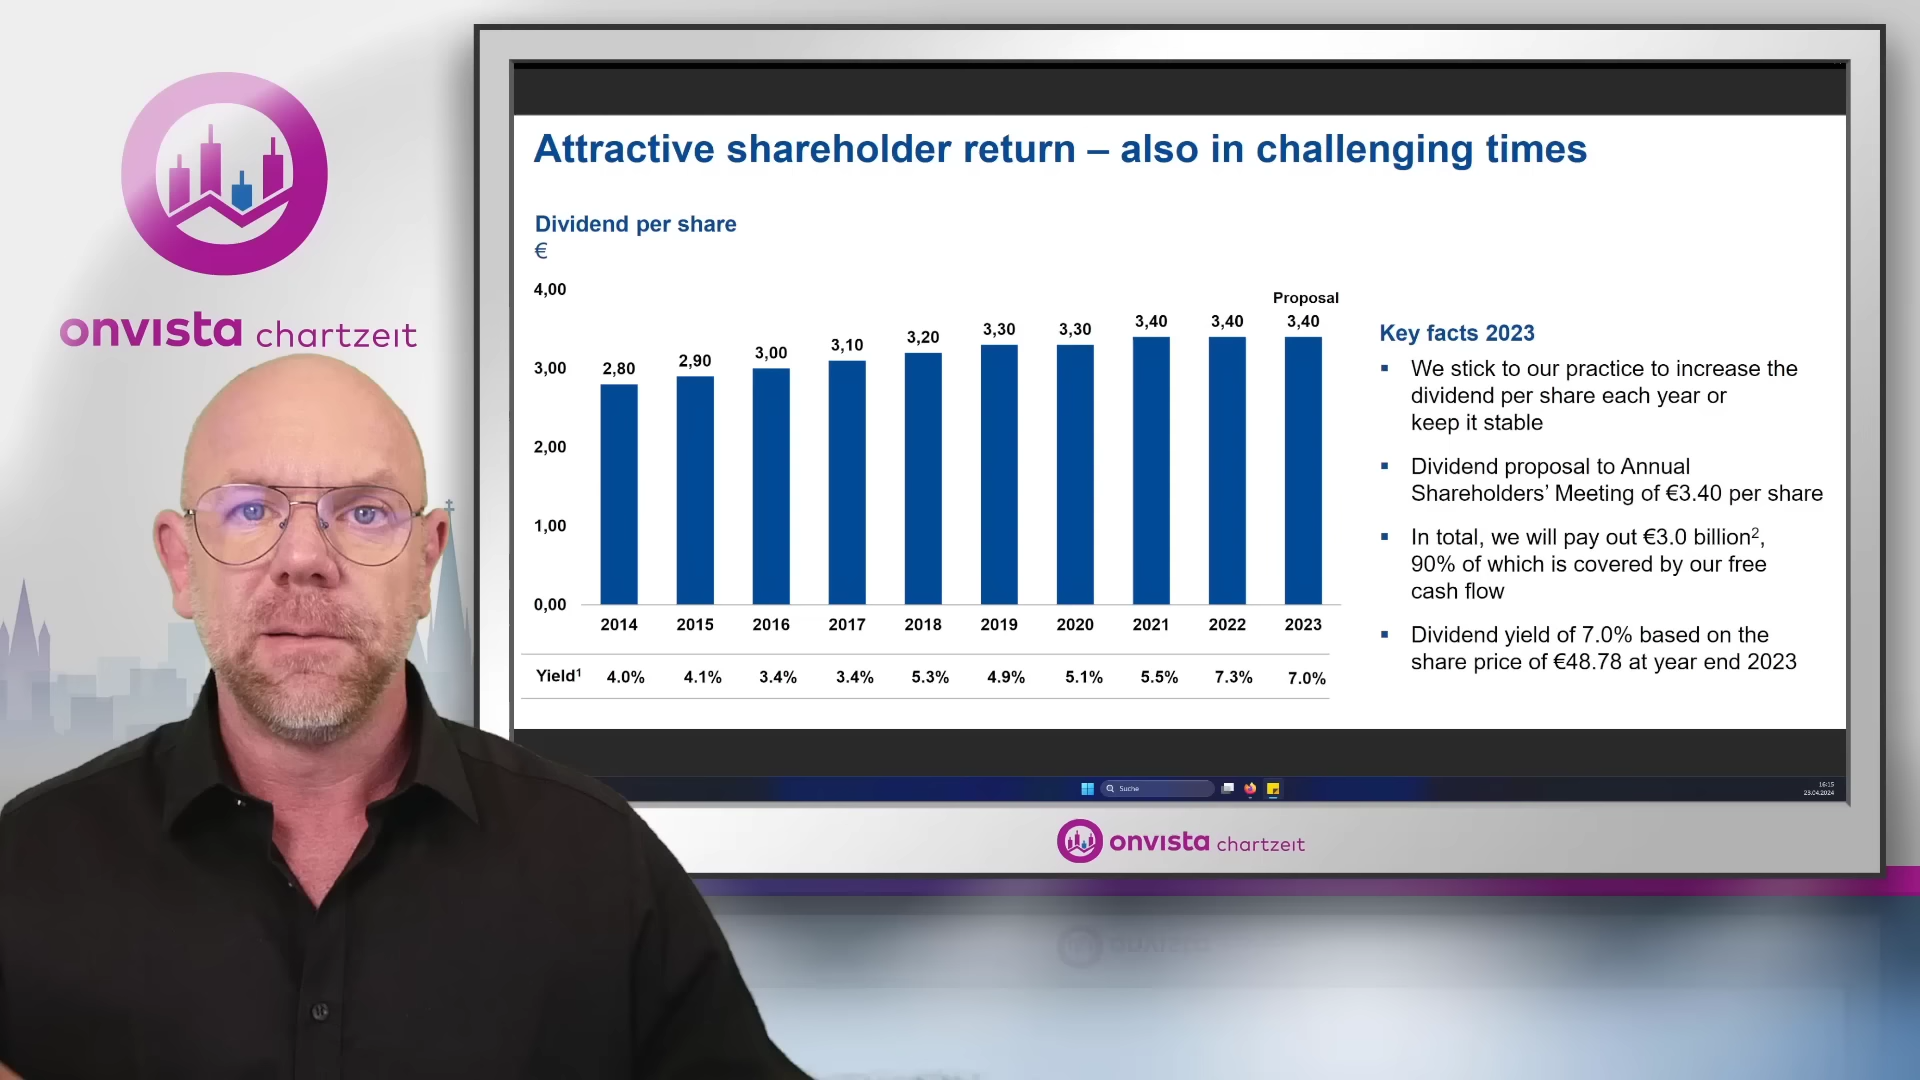 onvista chartzeit
Attractive shareholder return – also in challenging times
Dividend per share
€
4,00
3,00
2,00
1,00
0,00
Proposal
2,80
2,90
3,00
3,10
3,20
3,30
3,30
3,40
3,40
3,40
2014 2015 2016 2017 2018 2019 2020 2021 2022 2023
Yield¹ 4.0% 4.1% 3.4% 3.4% 5.3% 4.9% 5.1% 5.5% 7.3% 7.0%
Key facts 2023
▪ We stick to our practice to increase the
dividend per share each year or
keep it stable
▪ Dividend proposal to Annual
Shareholders’ Meeting of €3.40 per share
▪ In total, we will pay out €3.0 billion²,
90% of which is covered by our free
cash flow
▪ Dividend yield of 7.0% based on the
share price of €48.78 at year end 2023
Suche
16:15
23.04.2024
onvista chartzeit